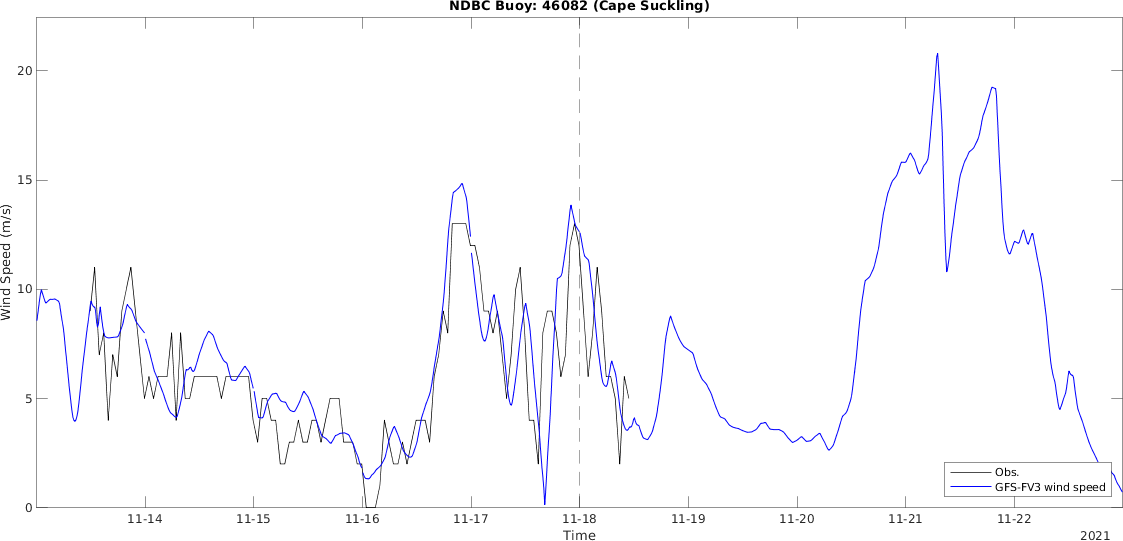 NDBC Buoy: 46082 (Cape Suckling)
Wind Speed (m/s)
20
15
10
5
0
11-14 11-15 11-16 11-17 11-18 11-19 11-20 11-21 11-22
Time
2021
Obs.
GFS-FV3 wind speed